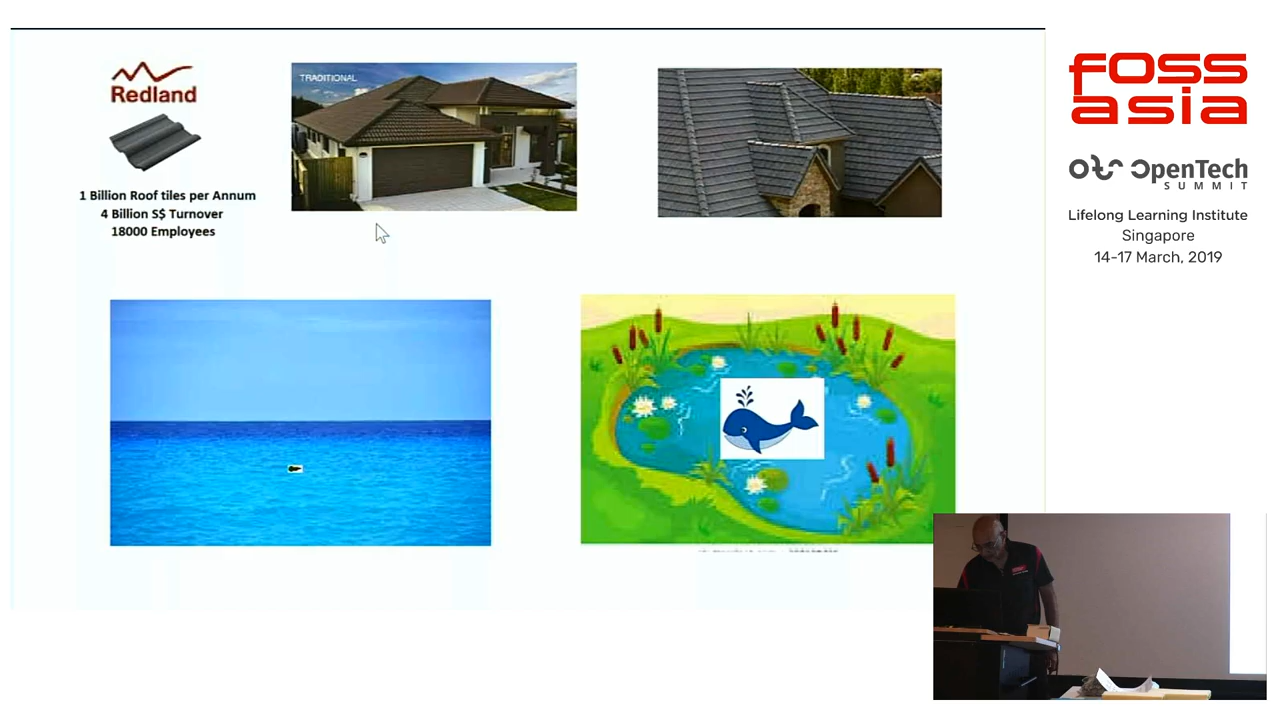 Redland
1 Billion Roof tiles per Annum
4 Billion S$ Turnover
18000 Employees
TRADITIONAL
foss
asia
OpenTech
SUMMIT
Lifelong Learning Institute
Singapore
14-17 March, 2019